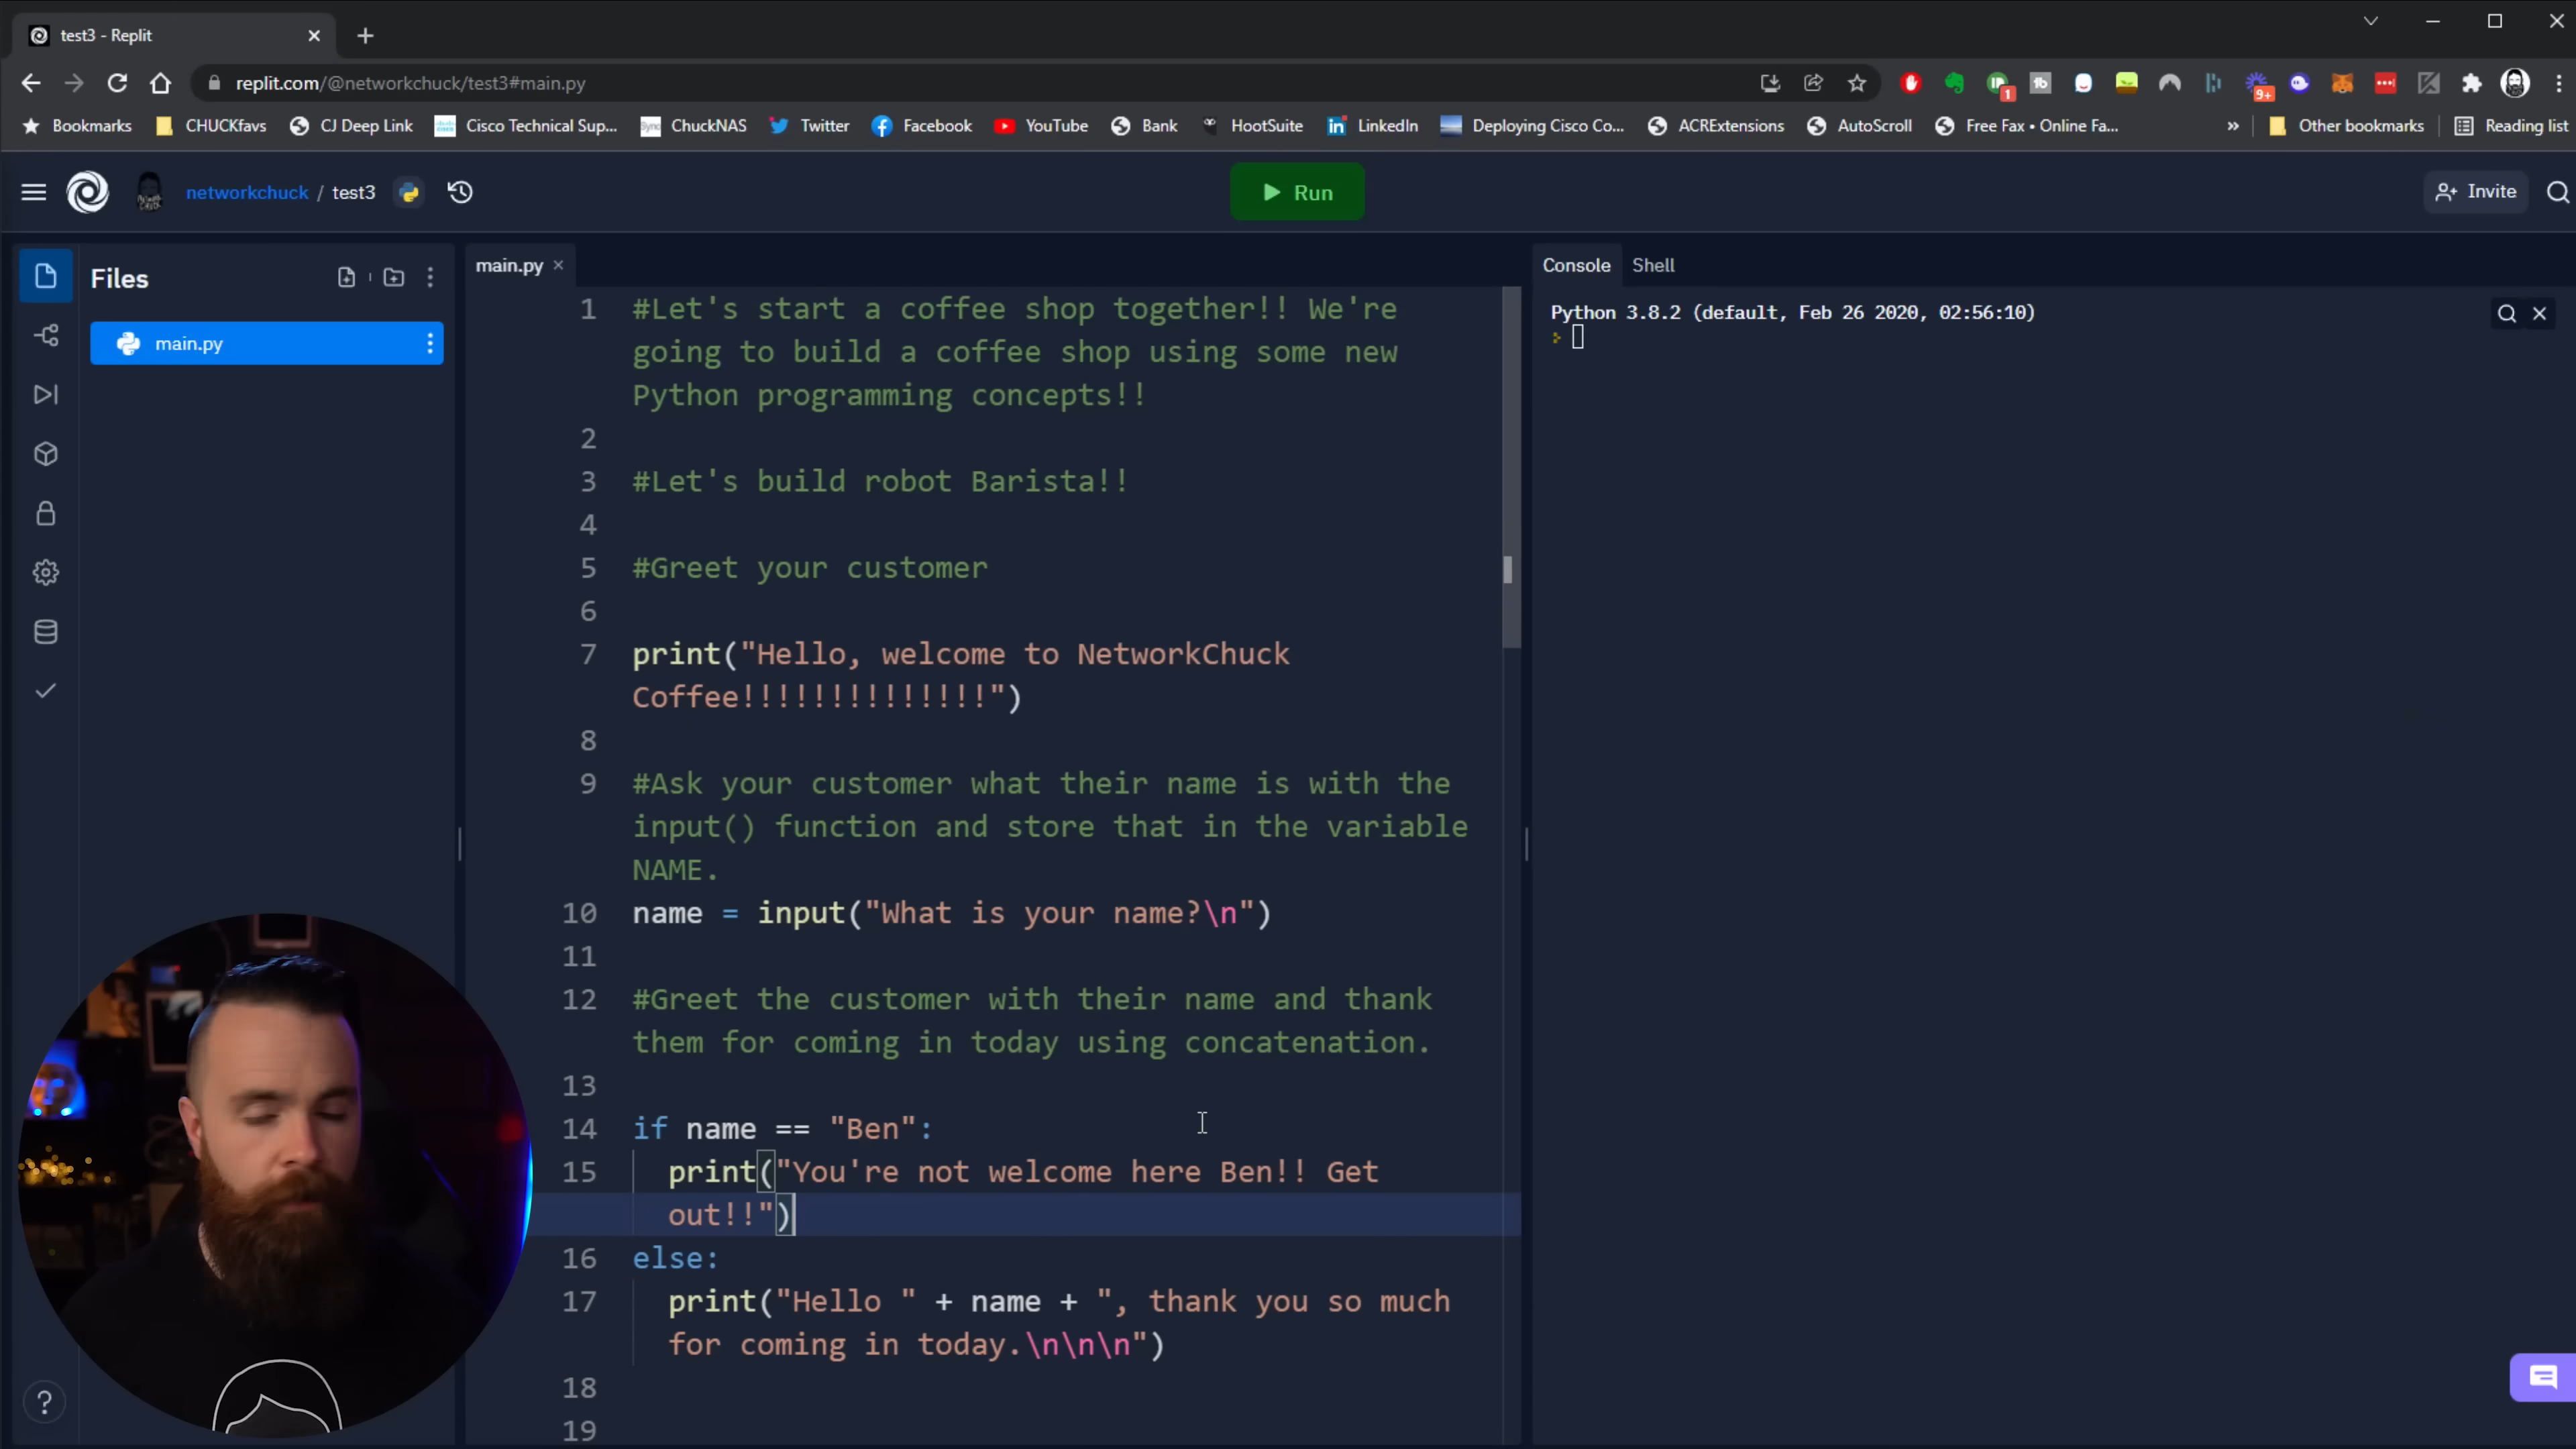 test3 - Replit
replit.com/@networkchuck/test3#main.py
1
9+
Bookmarks CHUCKfavs CJ Deep Link Cisco Technical Sup... ChuckNAS Twitter Facebook YouTube Bank HootSuite LinkedIn Deploying Cisco Co... ACRExtensions AutoScroll Free Fax • Online Fa... » Other bookmarks Reading list
networkchuck / test3
Run
Invite
Files
main.py
main.py
1 #Let's start a coffee shop together!! We're
going to build a coffee shop using some new
Python programming concepts!!
2
3 #Let's build robot Barista!!
4
5 #Greet your customer
6
7 print("Hello, welcome to NetworkChuck
Coffee!!!!!!!!!!!!!!")
8
9 #Ask your customer what their name is with the
input() function and store that in the variable
NAME.
10 name = input("What is your name?\n")
11
12 #Greet the customer with their name and thank
them for coming in today using concatenation.
13
14 if name == "Ben":
15 print("You're not welcome here Ben!! Get
out!!")
16 else:
17 print("Hello " + name + ", thank you so much
for coming in today.\n\n\n")
18
19
Console Shell
Python 3.8.2 (default, Feb 26 2020, 02:56:10)